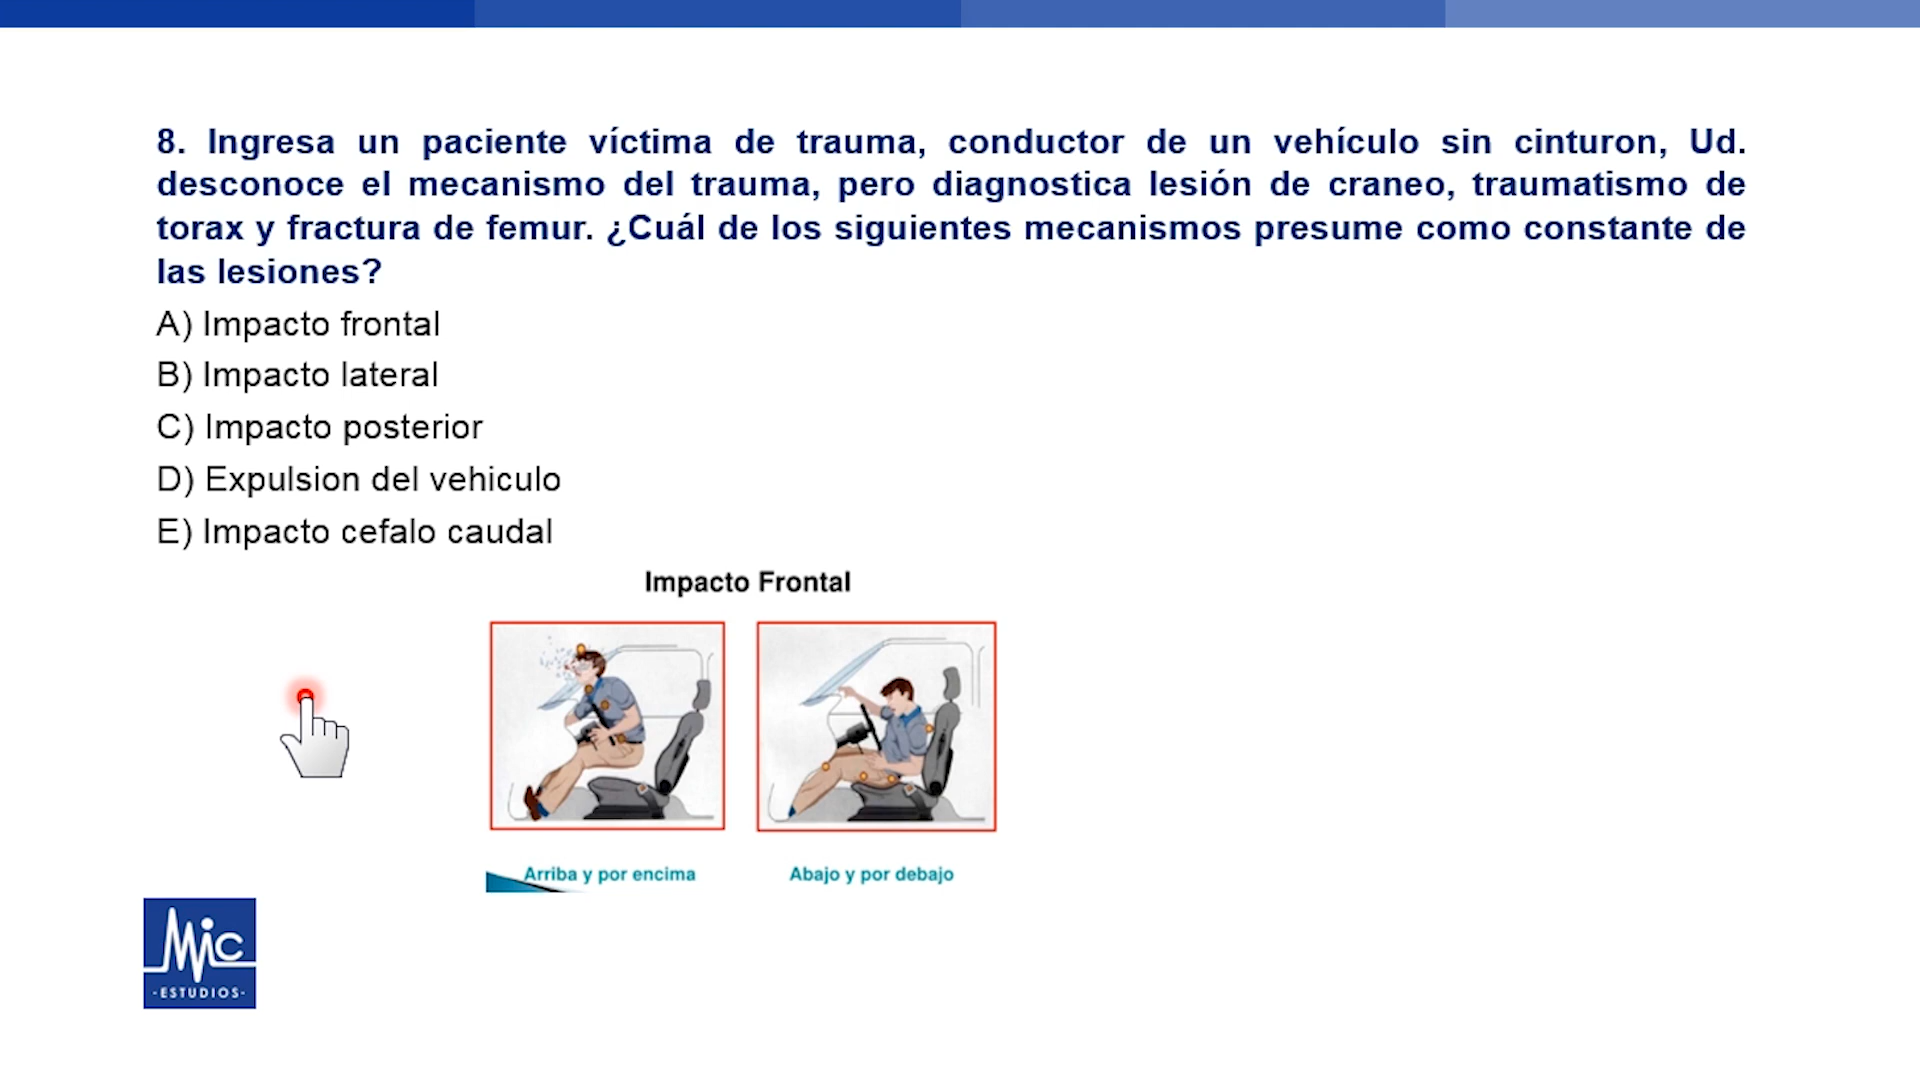 8. Ingresa un paciente víctima de trauma, conductor de un vehículo sin cinturon, Ud.
desconoce el mecanismo del trauma, pero diagnostica lesión de craneo, traumatismo de
torax y fractura de femur. ¿Cuál de los siguientes mecanismos presume como constante de
las lesiones?
A) Impacto frontal
B) Impacto lateral
C) Impacto posterior
D) Expulsion del vehiculo
E) Impacto cefalo caudal
Impacto Frontal
Arriba y por encima
Abajo y por debajo
Mic
·ESTUDIOS·